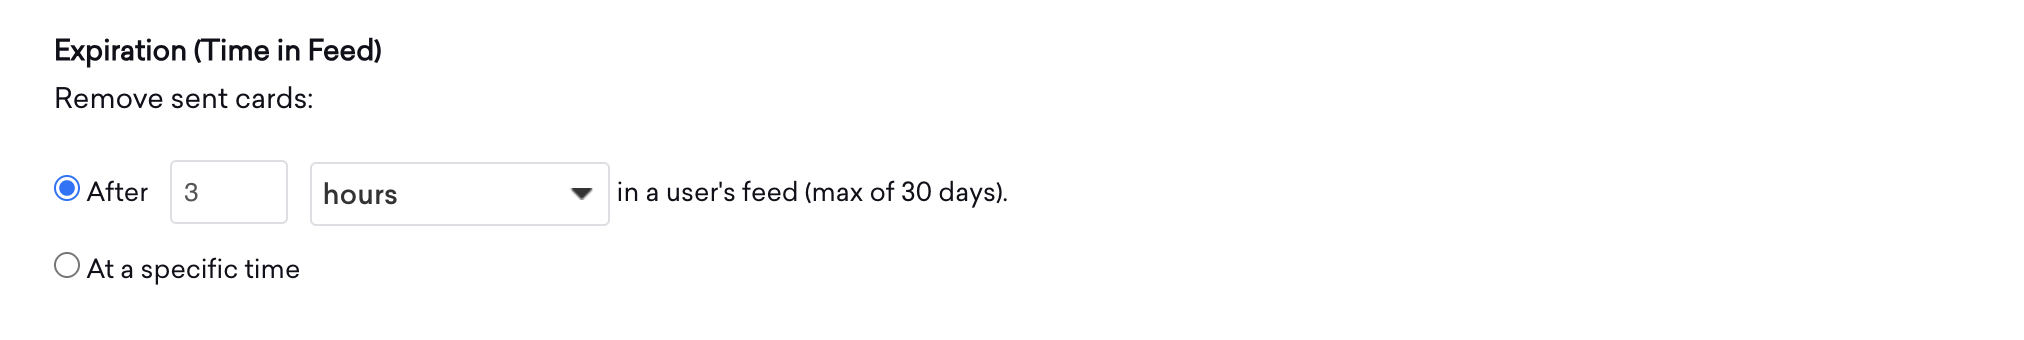 Expiration (Time in Feed)
Remove sent cards:
After 3 hours in a user's feed (max of 30 days).
At a specific time